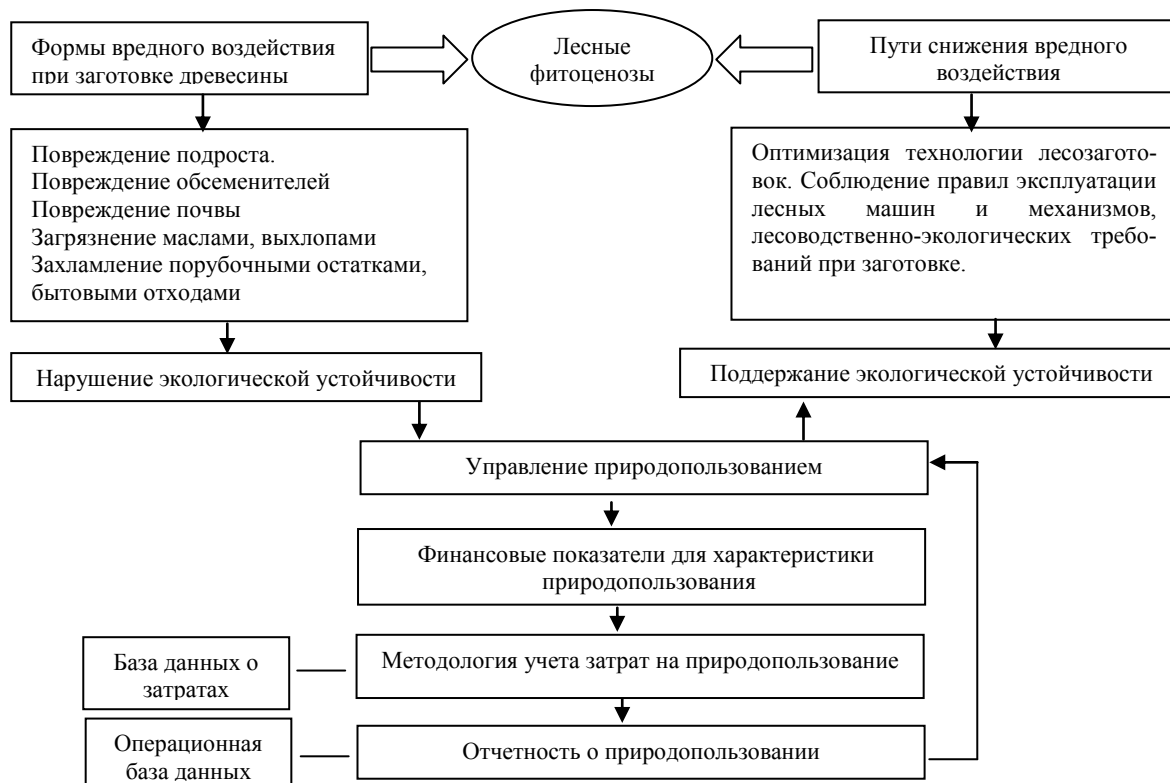 Формы вредного воздействия
при заготовке древесины
Лесные
фитоценозы
Пути снижения вредного
воздействия
Повреждение подроста.
Повреждение обсеменителей
Повреждение почвы
Загрязнение маслами, выхлопами
Захламление порубочными остатками,
бытовыми отходами
Оптимизация технологии лесозагото-
вок. Соблюдение правил эксплуатации
лесных машин и механизмов,
лесоводственно-экологических требо-
ваний при заготовке.
Нарушение экологической устойчивости
Поддержание экологической устойчивости
Управление природопользованием
Финансовые показатели для характеристики
природопользования
База данных о
затратах
Методология учета затрат на природопользование
Операционная
база данных
Отчетность о природопользовании